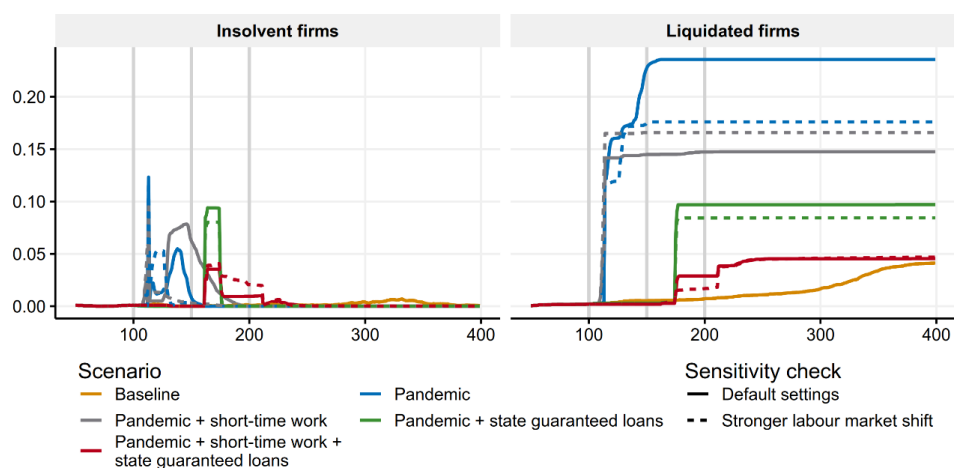 Insolvent firms
Liquidated firms
0.20
0.15
0.10
0.05
0.00
100 200 300 400
100 200 300 400
Scenario
Baseline
Pandemic
Pandemic + short-time work
Pandemic + state guaranteed loans
Pandemic + short-time work +
state guaranteed loans
Sensitivity check
Default settings
Stronger labour market shift